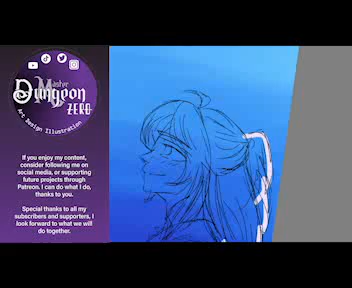 Mastyr
Dungeon
ZERO
Art Design Illustration
If you enjoy my content,
consider following me on
social media, or supporting
future projects through
Patreon. I can do what I do,
thanks to you.
Special thanks to all my
subscribers and supporters, I
look forward to what we will
do together.